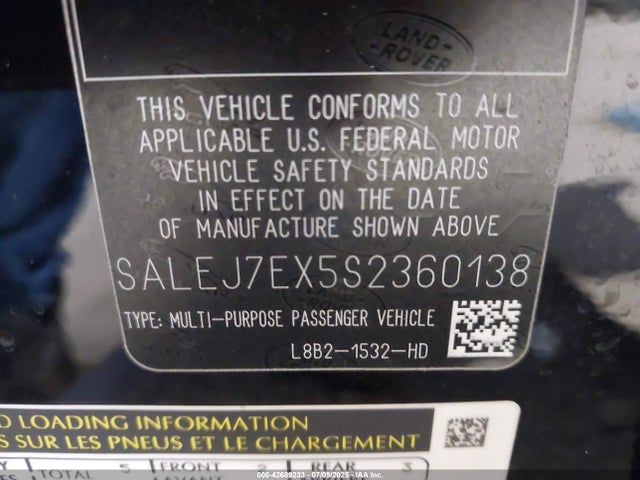 LAND-
ROVER
THIS VEHICLE CONFORMS TO ALL
APPLICABLE U.S. FEDERAL MOTOR
VEHICLE SAFETY STANDARDS
IN EFFECT ON THE DATE
OF MANUFACTURE SHOWN ABOVE
SALEJ7EX5S2360138
TYPE: MULTI-PURPOSE PASSENGER VEHICLE
L8B2-1532-HD
LOADING INFORMATION
SUR LES PNEUS ET LE CHARGEMENT
TOTAL 5 FRONT 2 REAR 3
000-42689233 - 07/09/2025 - IAA Vehicles